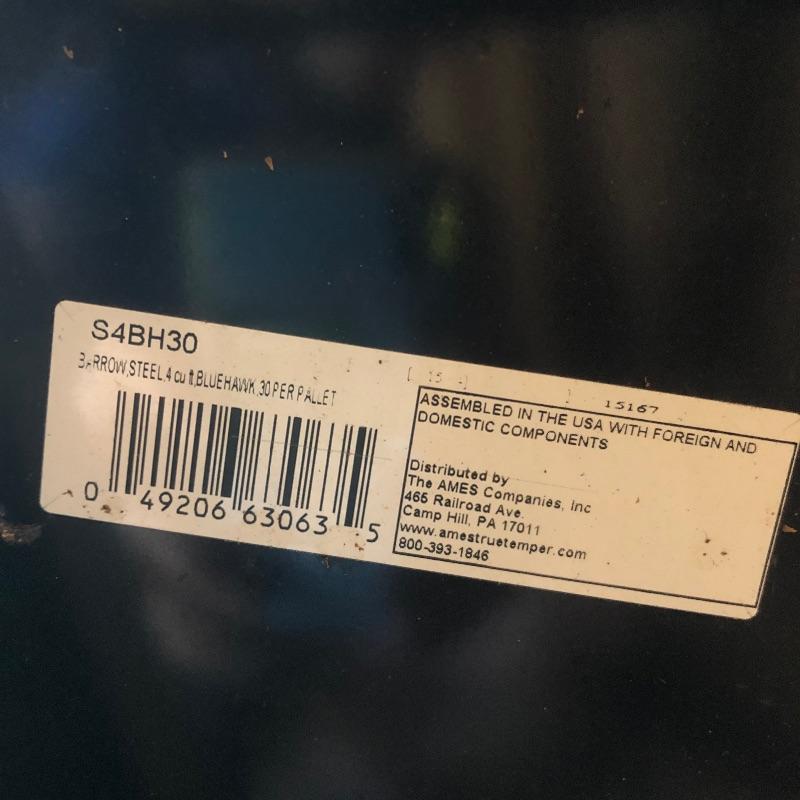 S4BH30
BARROW,STEEL,4 cu ft,BLUEHAWK,30 PER PALLET
0 49206 63063 5
15167
ASSEMBLED IN THE USA WITH FOREIGN AND
DOMESTIC COMPONENTS
Distributed by
The AMES Companies, Inc
465 Railroad Ave.
Camp Hill, PA 17011
www.amestruetemper.com
800-393-1846